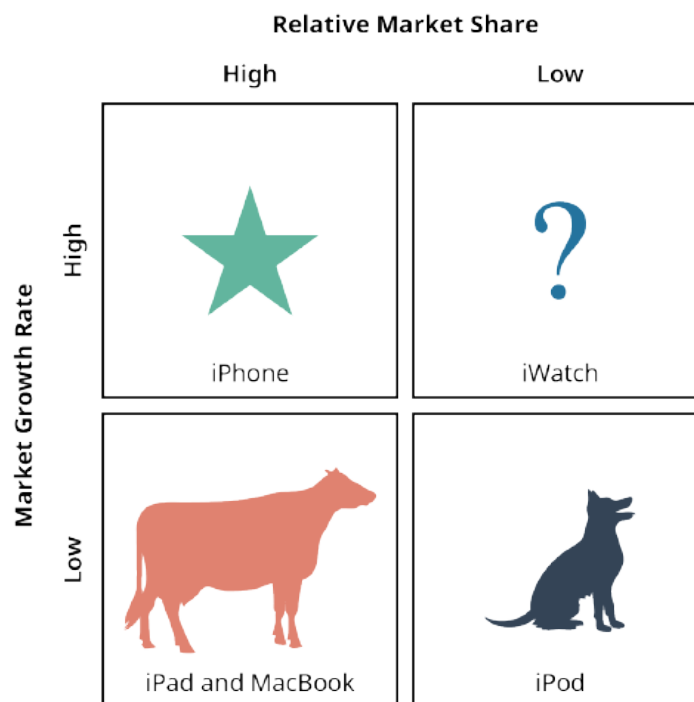 Relative Market Share
High
Low
Market Growth Rate
High
?
iPhone
iWatch
Low
iPad and MacBook
iPod